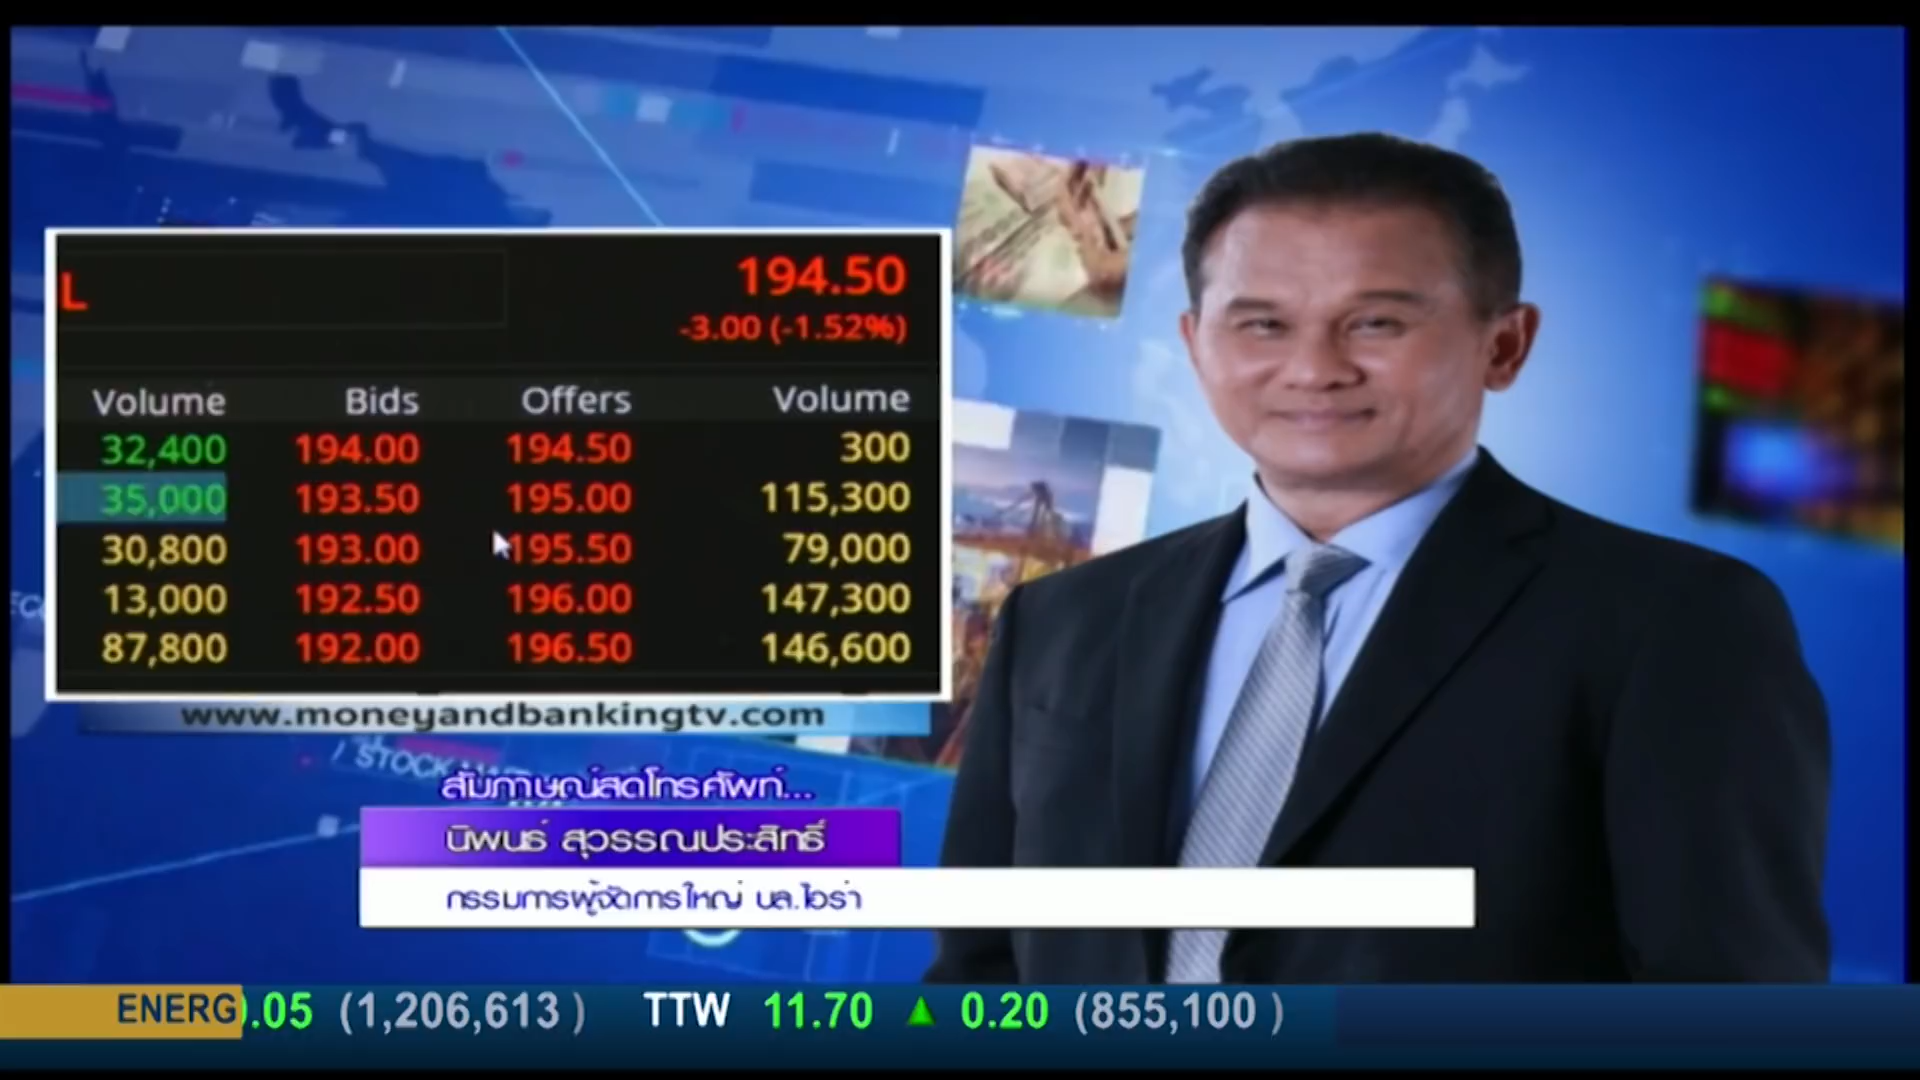 L
194.50
-3.00 (-1.52%)
Volume Bids Offers Volume
32,400 194.00 194.50 300
35,000 193.50 195.00 115,300
30,800 193.00 195.50 79,000
13,000 192.50 196.00 147,300
87,800 192.00 196.50 146,600
www.moneyandbankingtv.com
/ STOCK
สัมภาษณ์สดโทรศัพท์...
นิพนธ์ สุวรรณประสิทธิ์
กรรมการผู้จัดการใหญ่ บล.ไอร่า
ENERG .05 (1,206,613) TTW 11.70 ▲ 0.20 (855,100)